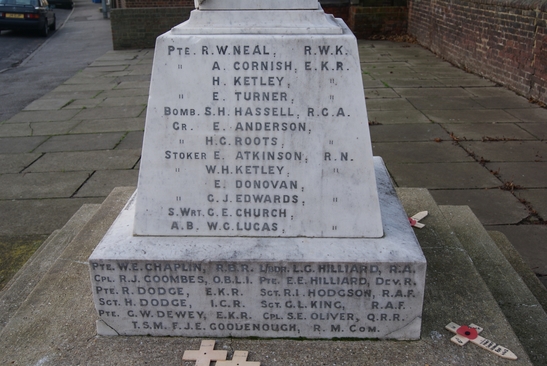 PTE. R.W. NEAL, R.W.K.
" A. CORNISH, E.K.R.
" H. KETLEY, "
" E. TURNER, "
BOMB. S.H. HASSELL, R.G.A.
GR. E. ANDERSON, "
" H.G. ROOTS, "
STOKER E. ATKINSON, R.N.
" W.H. KETLEY, "
" E. DONOVAN, "
" C.J. EDWARDS, "
S.WRT. C.E. CHURCH, "
A.B. W.G. LUCAS, "
PTE. W.E. CHAPLIN, R.B.R. L/BDR. L.G. HILLIARD, R.A.
CPL. R.J. COOMBES, O.B.L.I. PTE. E.E. HILLIARD, DEV.R.
PTE. R. DODGE, E.K.R. SGT. R.I. HODGSON, R.A.F.
SGT. H. DODGE, I.C.R. SGT. G.L. KING, R.A.F.
PTE. G.W. DEWEY, E.K.R. CPL. S.E. OLIVER, Q.R.R.
T.S.M. F.J.E. GOODENOUGH, R.M.COM.